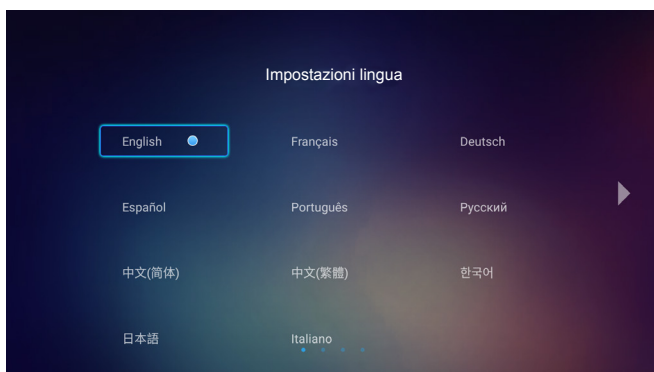 Impostazioni lingua
English Français Deutsch
Español Português Русский
中文(简体) 中文(繁體) 한국어
日本語 Italiano